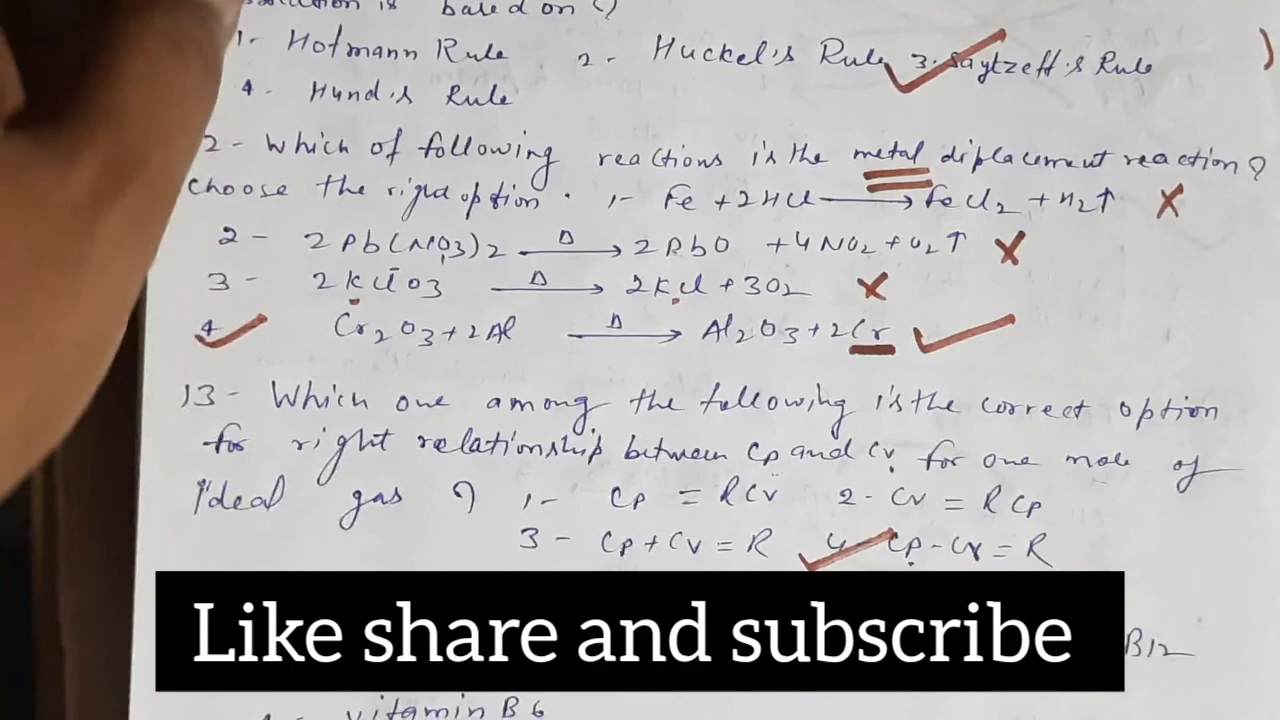 is based on ?
1- Hofmann Rule 2- Huckel's Rule 3. Saytzeff's Rule
4- Hund's Rule
2- Which of following reactions is the metal diplacement reaction?
choose the right option. 1,- Fe + 2HCl → FeCl2 + H2↑
2- 2Pb(NO3)2 Δ→ 2PbO + 4NO2 + O2↑
3- 2KClO3 Δ→ 2KCl + 3O2
4 Cr2O3 + 2Al Δ→ Al2O3 + 2Cr
13- Which one among the following is the correct option
for right relationship between Cp and Cv for one mole of
ideal gas ? 1,- Cp = RCv 2- Cv = RCp
3- Cp + Cv = R 4- Cp - Cv = R
Like share and subscribe
B12
vitamin B6